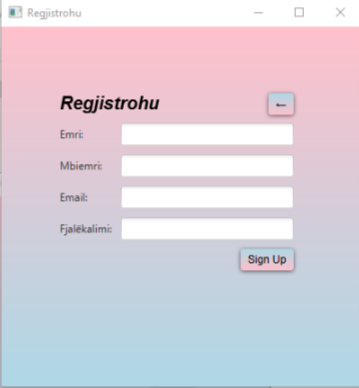 Regjistrohu
Regjistrohu ←
Emri:
Mbiemri:
Email:
Fjalëkalimi:
Sign Up